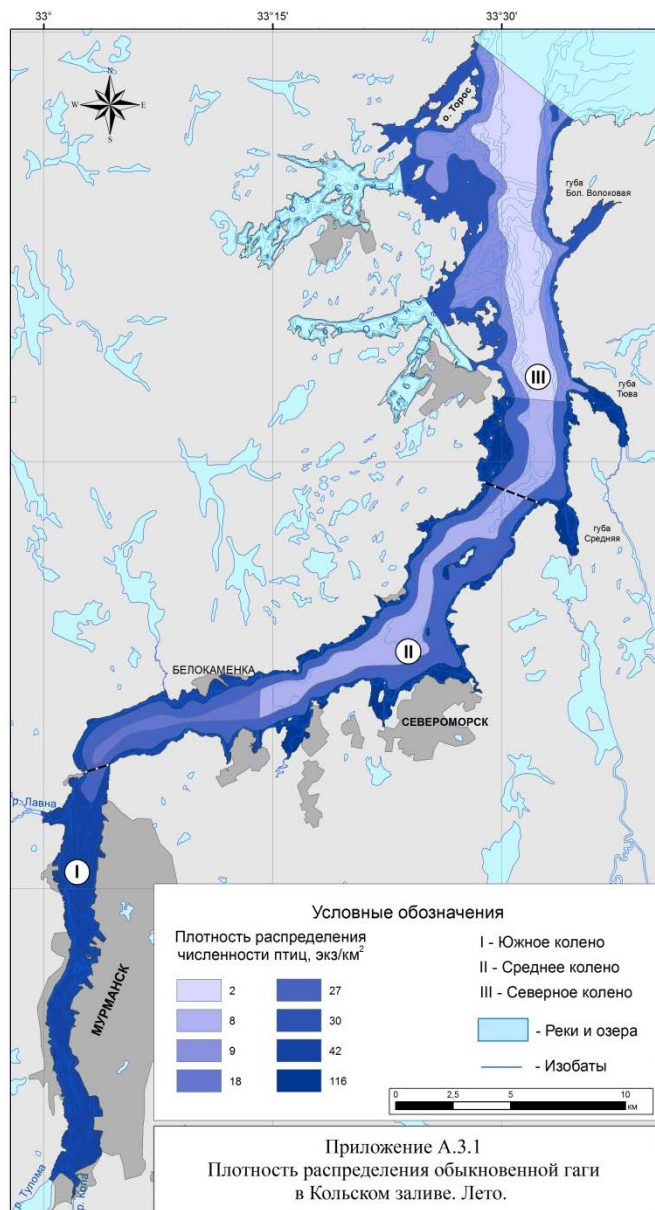 33°
33°15'
33°30'
N
W
E
S
о. Торос
губа
Бол. Волоковая
III
губа
Тюва
губа
Средняя
II
БЕЛОКАМЕНКА
СЕВЕРОМОРСК
р. Лавна
I
МУРМАНСК
р. Тулома
р. Кола
Условные обозначения
Плотность распределения
численности птиц, экз/км²
2
8
9
18
27
30
42
116
I - Южное колено
II - Среднее колено
III - Северное колено
- Реки и озера
- Изобаты
0
2,5
5
10
км
Приложение А.3.1
Плотность распределения обыкновенной гаги
в Кольском заливе. Лето.